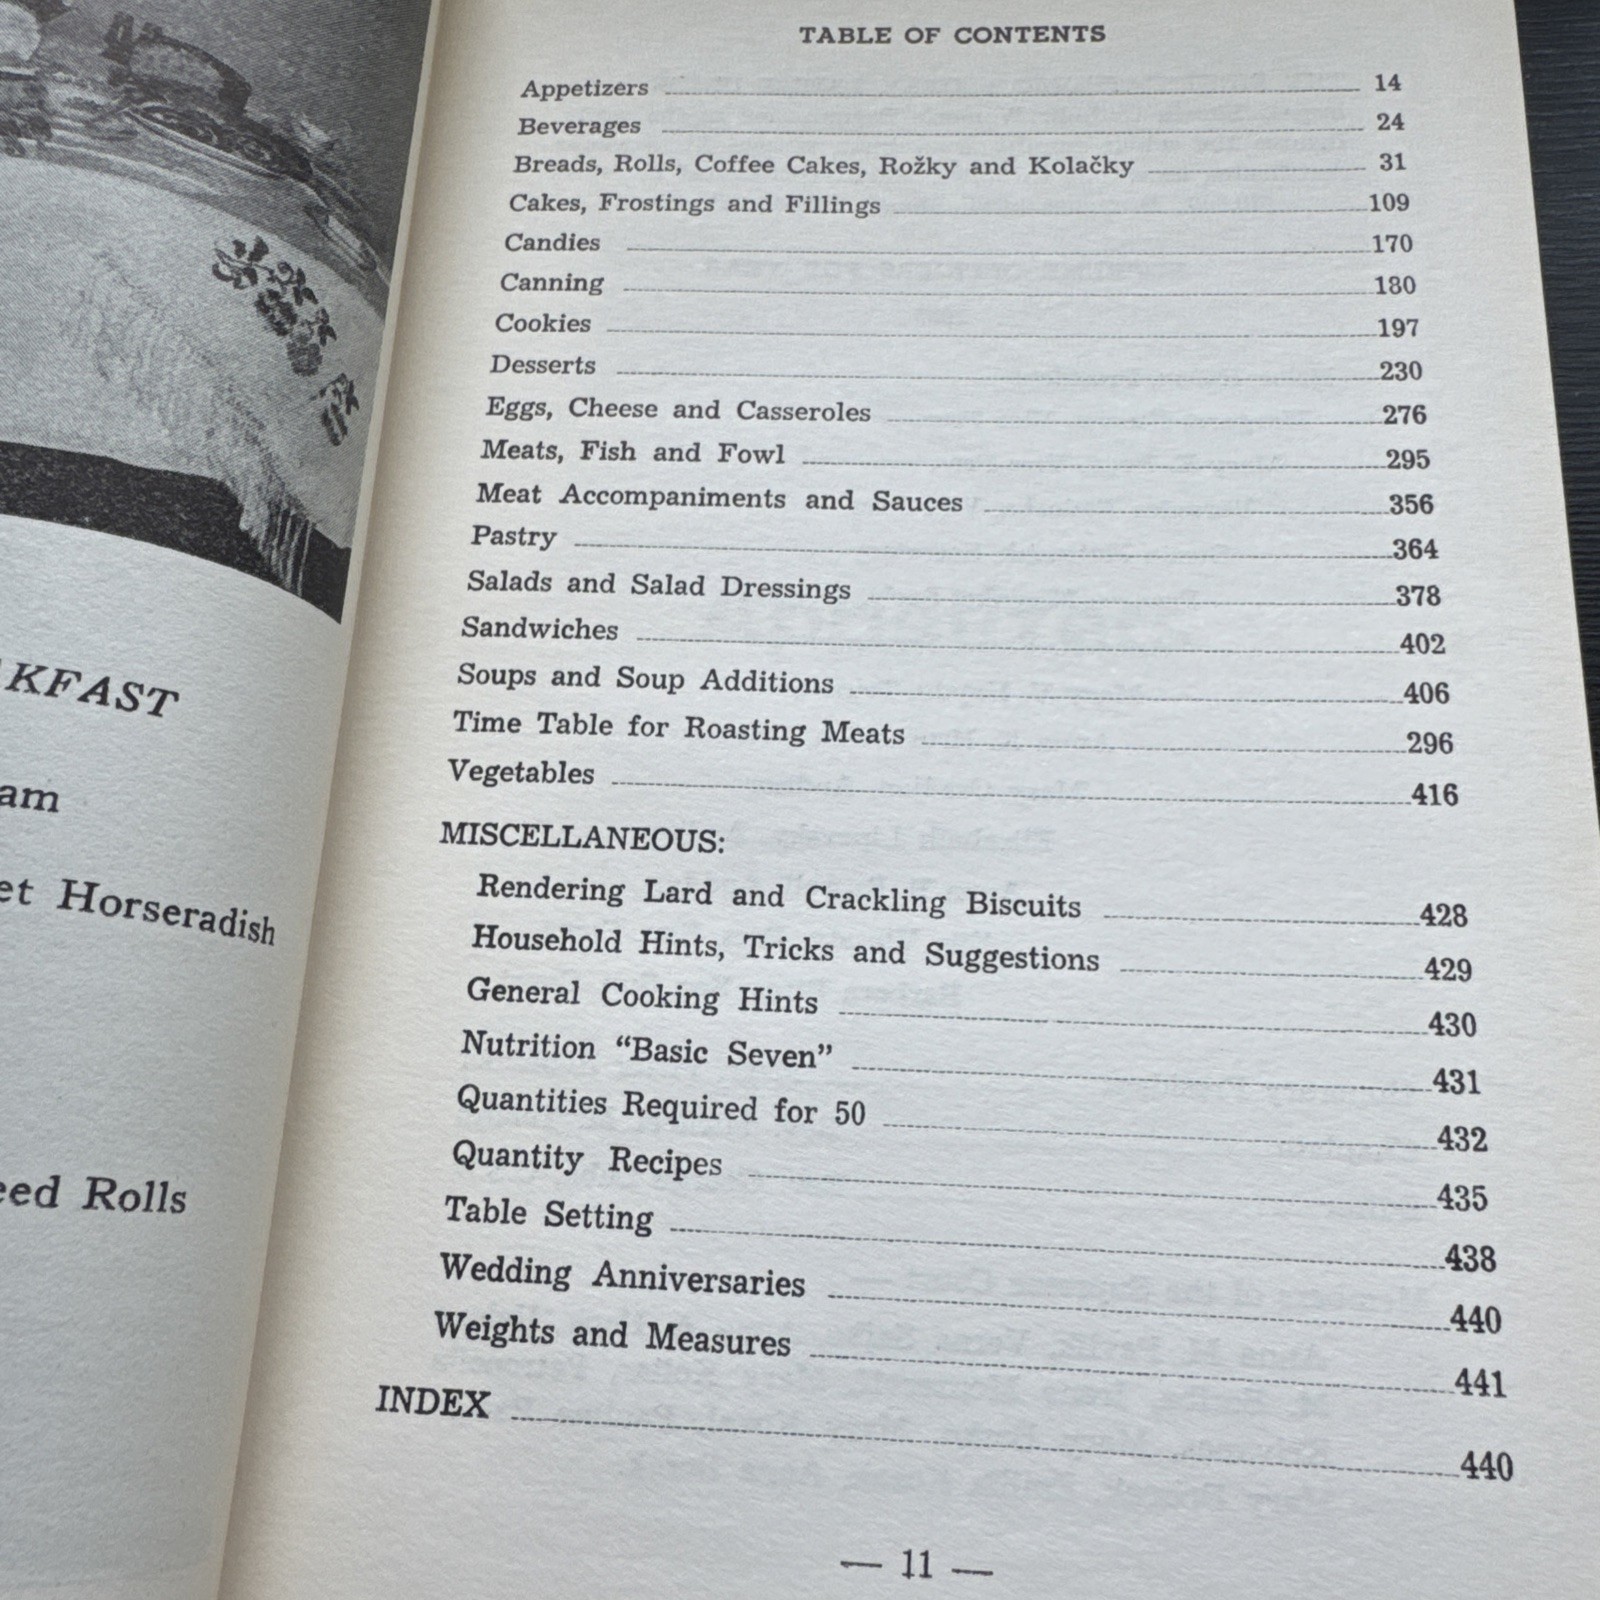 AKFAST
am
et Horseradish
eed Rolls
TABLE OF CONTENTS
Appetizers 14
Beverages 24
Breads, Rolls, Coffee Cakes, Rožky and Kolačky 31
Cakes, Frostings and Fillings 109
Candies 170
Canning 180
Cookies 197
Desserts 230
Eggs, Cheese and Casseroles 276
Meats, Fish and Fowl 295
Meat Accompaniments and Sauces 356
Pastry 364
Salads and Salad Dressings 378
Sandwiches 402
Soups and Soup Additions 406
Time Table for Roasting Meats 296
Vegetables 416
MISCELLANEOUS:
Rendering Lard and Crackling Biscuits 428
Household Hints, Tricks and Suggestions 429
General Cooking Hints 430
Nutrition “Basic Seven” 431
Quantities Required for 50 432
Quantity Recipes 435
Table Setting 438
Wedding Anniversaries 440
Weights and Measures 441
INDEX 440
— 11 —